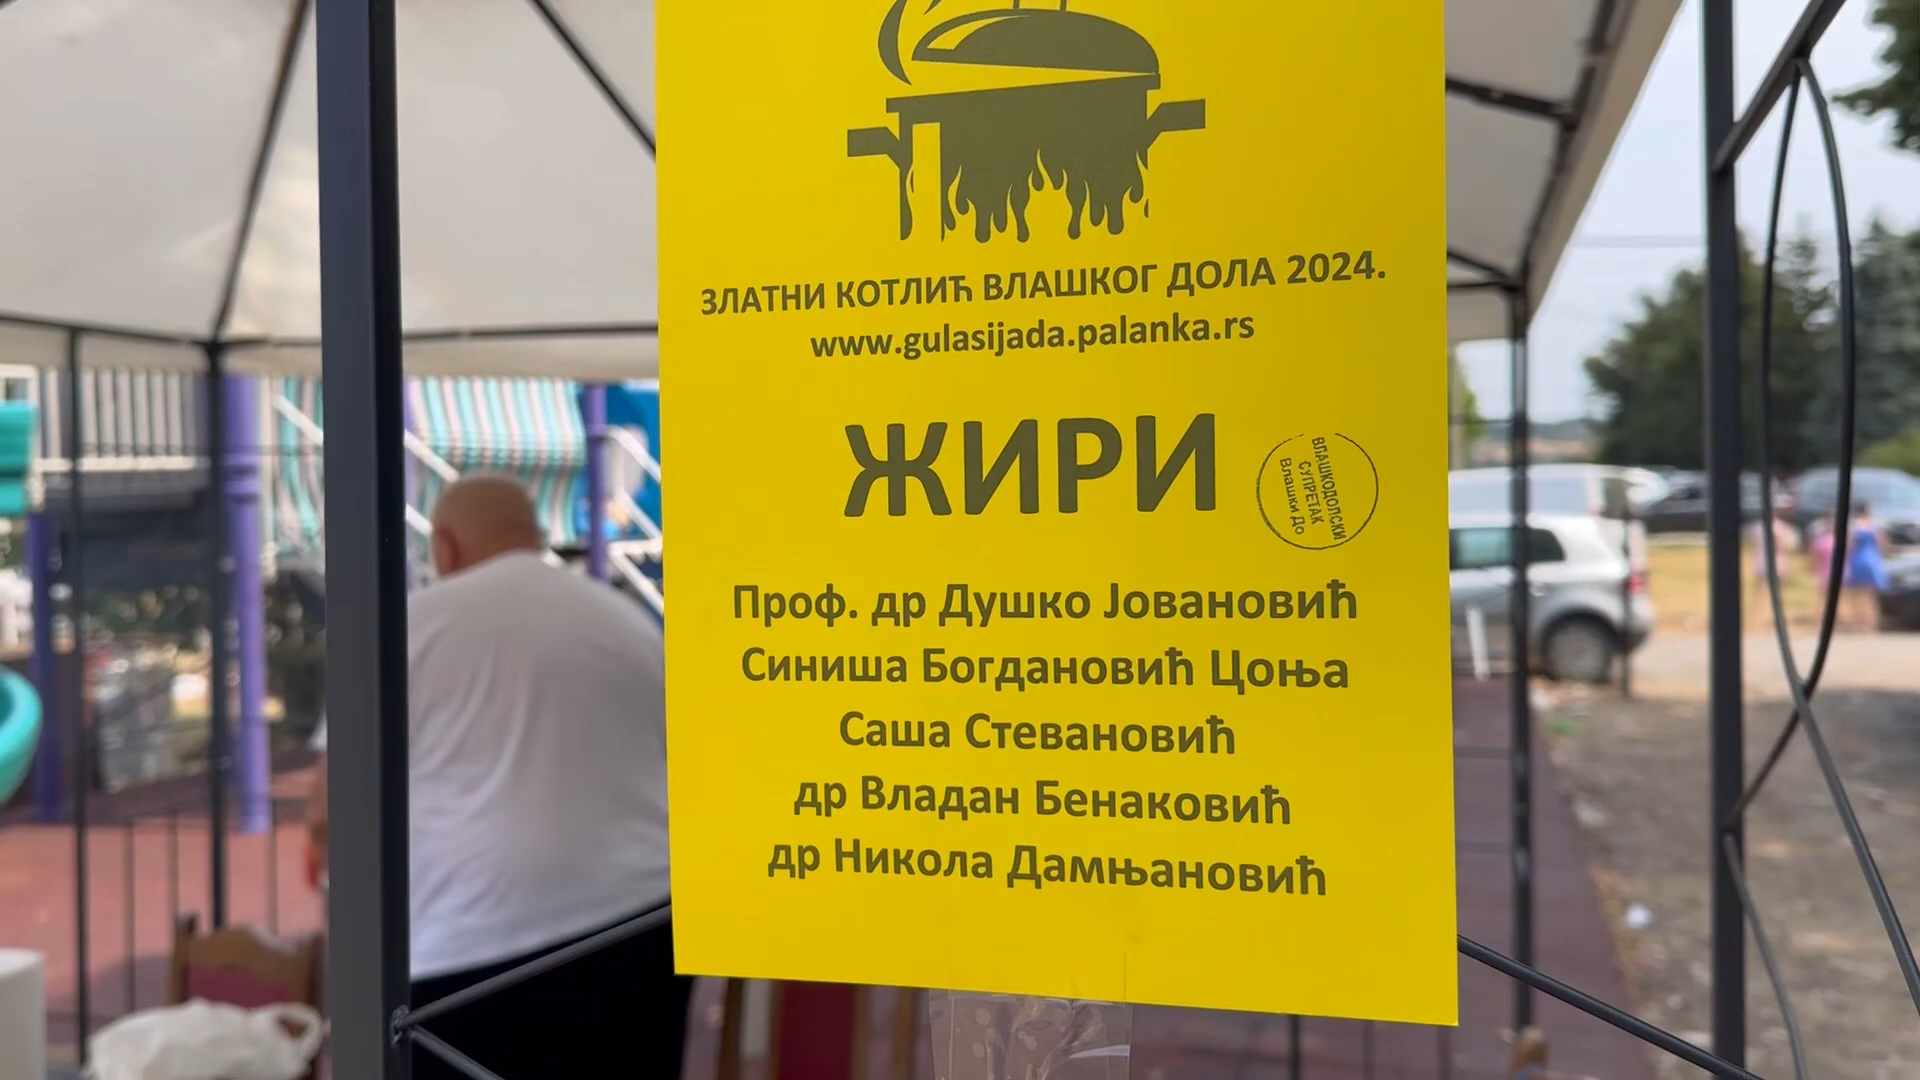 ЗЛАТНИ КОТЛИЋ ВЛАШКОГ ДОЛА 2024.
www.gulasijada.palanka.rs
ЖИРИ
ВЛАШКОДОЛСКИ
СУПРЕТАК
Влашки До
Проф. др Душко Јовановић
Синиша Богдановић Цоња
Саша Стевановић
др Владан Бенаковић
др Никола Дамњановић